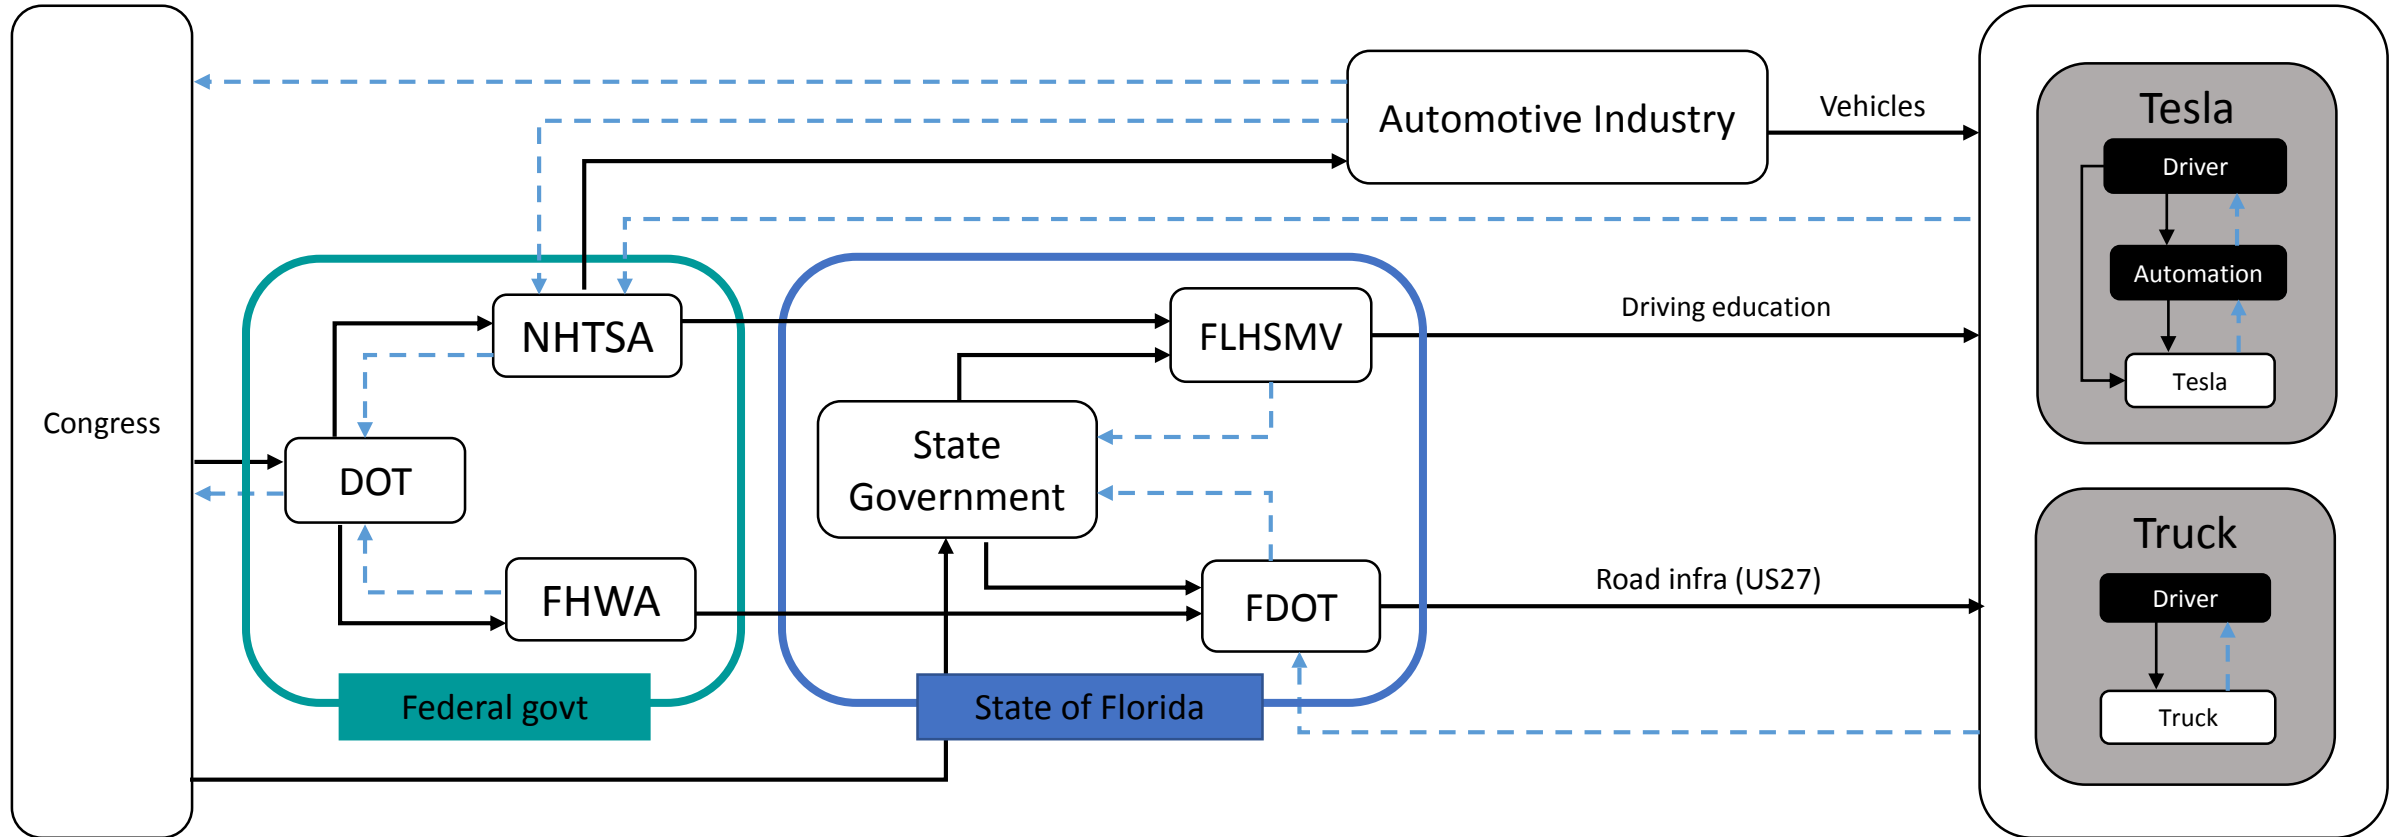 Congress
Federal govt
DOT
NHTSA
FHWA
State of Florida
State
Government
FLHSMV
FDOT
Automotive Industry
Vehicles
Driving education
Road infra (US27)
Tesla
Driver
Automation
Tesla
Truck
Driver
Truck